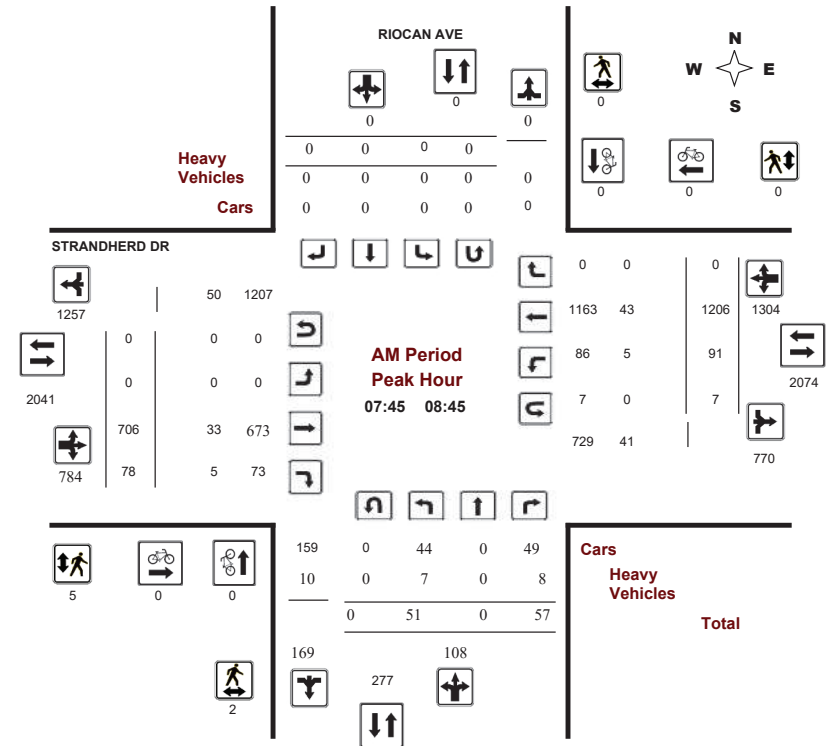 RIOCAN AVE
N
W E
S
0
0
0 0
0 0 0 0
Heavy
Vehicles
0 0 0 0 0
Cars
0 0 0 0 0
0 0 0
STRANDHERD DR
1257
50 1207
0 0 0
0 0 0
2041
706 33 673
784
78 5 73
AM Period
Peak Hour
07:45 08:45
0 0 0
1163 43 1206 1304
86 5 91
2074
7 0 7
729 41
770
159 0 44 0 49
Cars
10 0 7 0 8
Heavy
Vehicles
0 51 0 57
Total
5 0 0
169 108
277
2